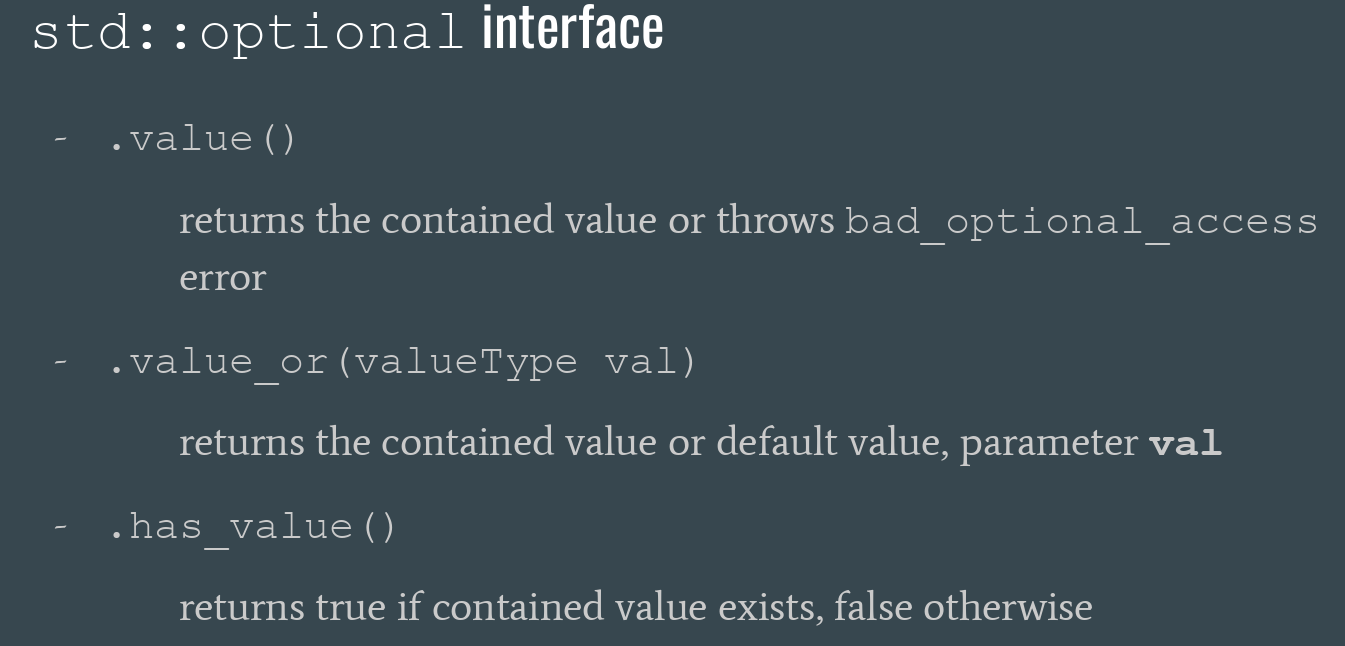 std::optional interface
- .value()
returns the contained value or throws bad_optional_access
error
- .value_or(valueType val)
returns the contained value or default value, parameter val
- .has_value()
returns true if contained value exists, false otherwise